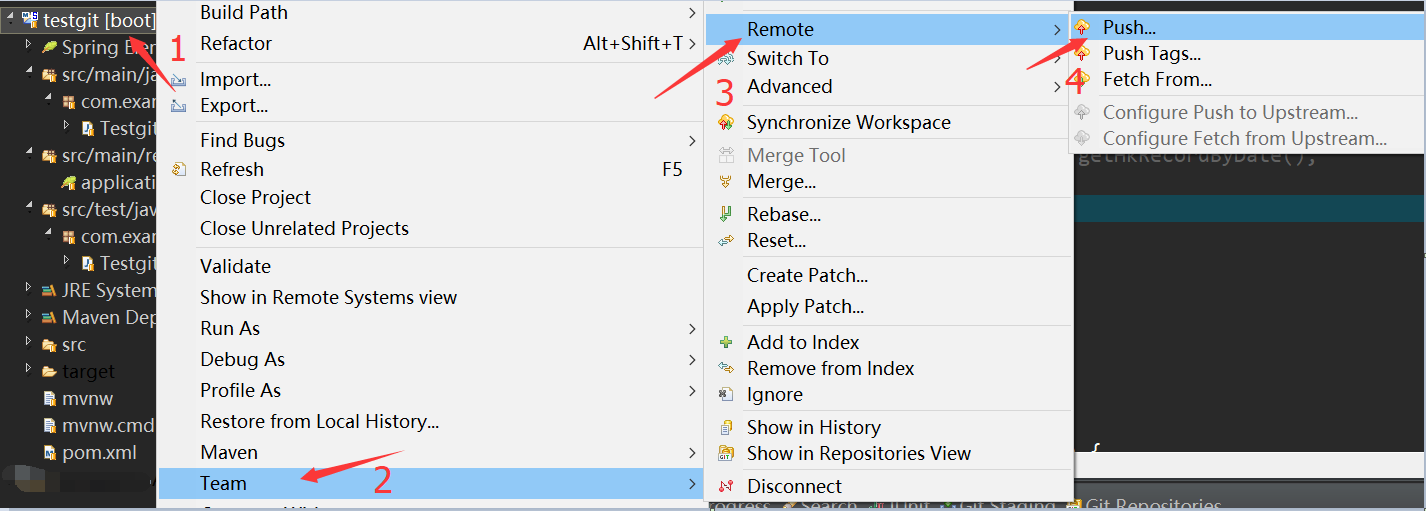 testgit [boot]
Spring Elem
src/main/ja
com.exa
Testgit
src/main/re
applicati
src/test/jav
com.exa
Testgit
JRE System
Maven Dep
src
target
mvnw
mvnw.cmd
pom.xml
1
Build Path
Refactor Alt+Shift+T
Import...
Export...
Find Bugs
Refresh F5
Close Project
Close Unrelated Projects
Validate
Show in Remote Systems view
Run As
Debug As
Profile As
Restore from Local History...
Maven
Team
2
Remote
Switch To
3
Advanced
Synchronize Workspace
Merge Tool
Merge...
Rebase...
Reset...
Create Patch...
Apply Patch...
Add to Index
Remove from Index
Ignore
Show in History
Show in Repositories View
Disconnect
Push...
Push Tags...
4
Fetch From...
Configure Push to Upstream...
Configure Fetch from Upstream...
getHkRecordByDate();
{
ogress Search JUnit Git Staging Git Repositories